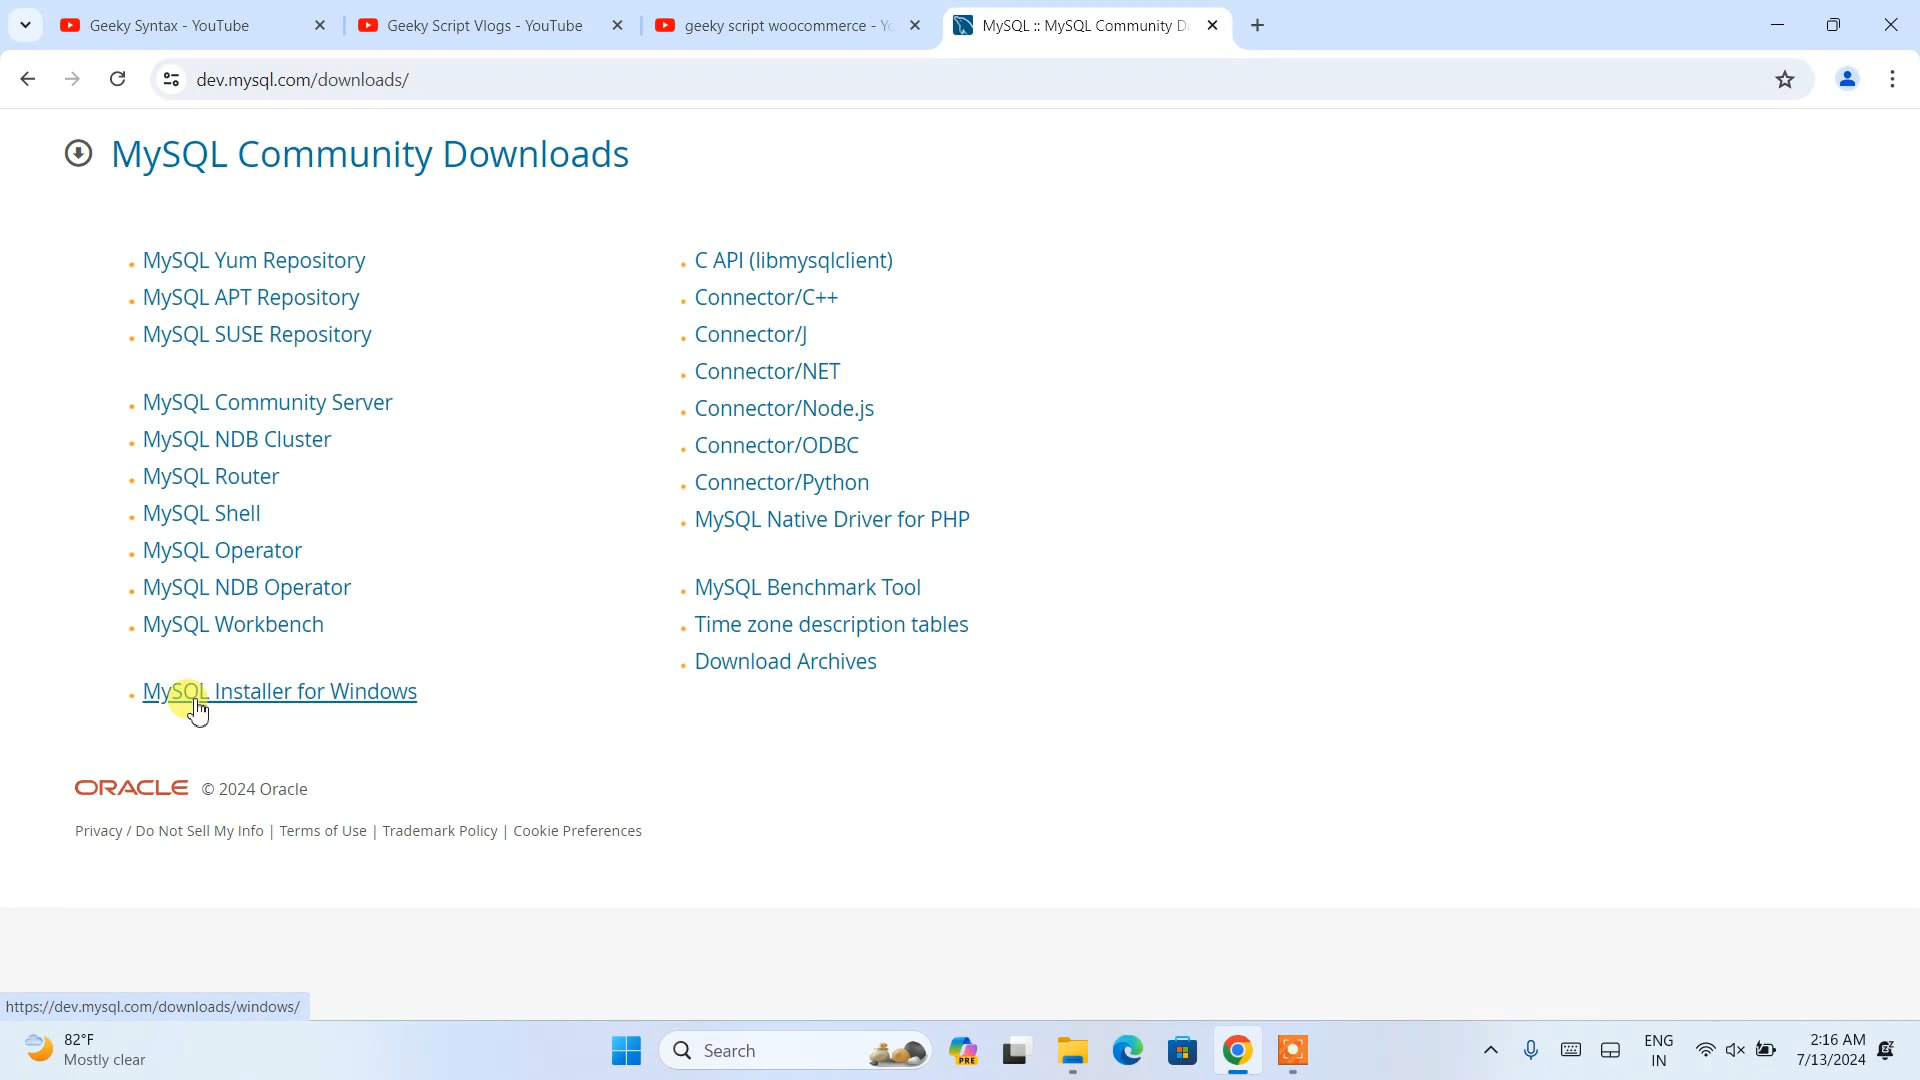 Geeky Syntax - YouTube
Geeky Script Vlogs - YouTube
geeky script woocommerce - Yo
MySQL :: MySQL Community D
dev.mysql.com/downloads/
MySQL Community Downloads
MySQL Yum Repository
MySQL APT Repository
MySQL SUSE Repository
MySQL Community Server
MySQL NDB Cluster
MySQL Router
MySQL Shell
MySQL Operator
MySQL NDB Operator
MySQL Workbench
MySQL Installer for Windows
C API (libmysqlclient)
Connector/C++
Connector/J
Connector/NET
Connector/Node.js
Connector/ODBC
Connector/Python
MySQL Native Driver for PHP
MySQL Benchmark Tool
Time zone description tables
Download Archives
ORACLE © 2024 Oracle
Privacy / Do Not Sell My Info | Terms of Use | Trademark Policy | Cookie Preferences
https://dev.mysql.com/downloads/windows/
82°F
Mostly clear
Search
PRE
ENG
IN
2:16 AM
7/13/2024